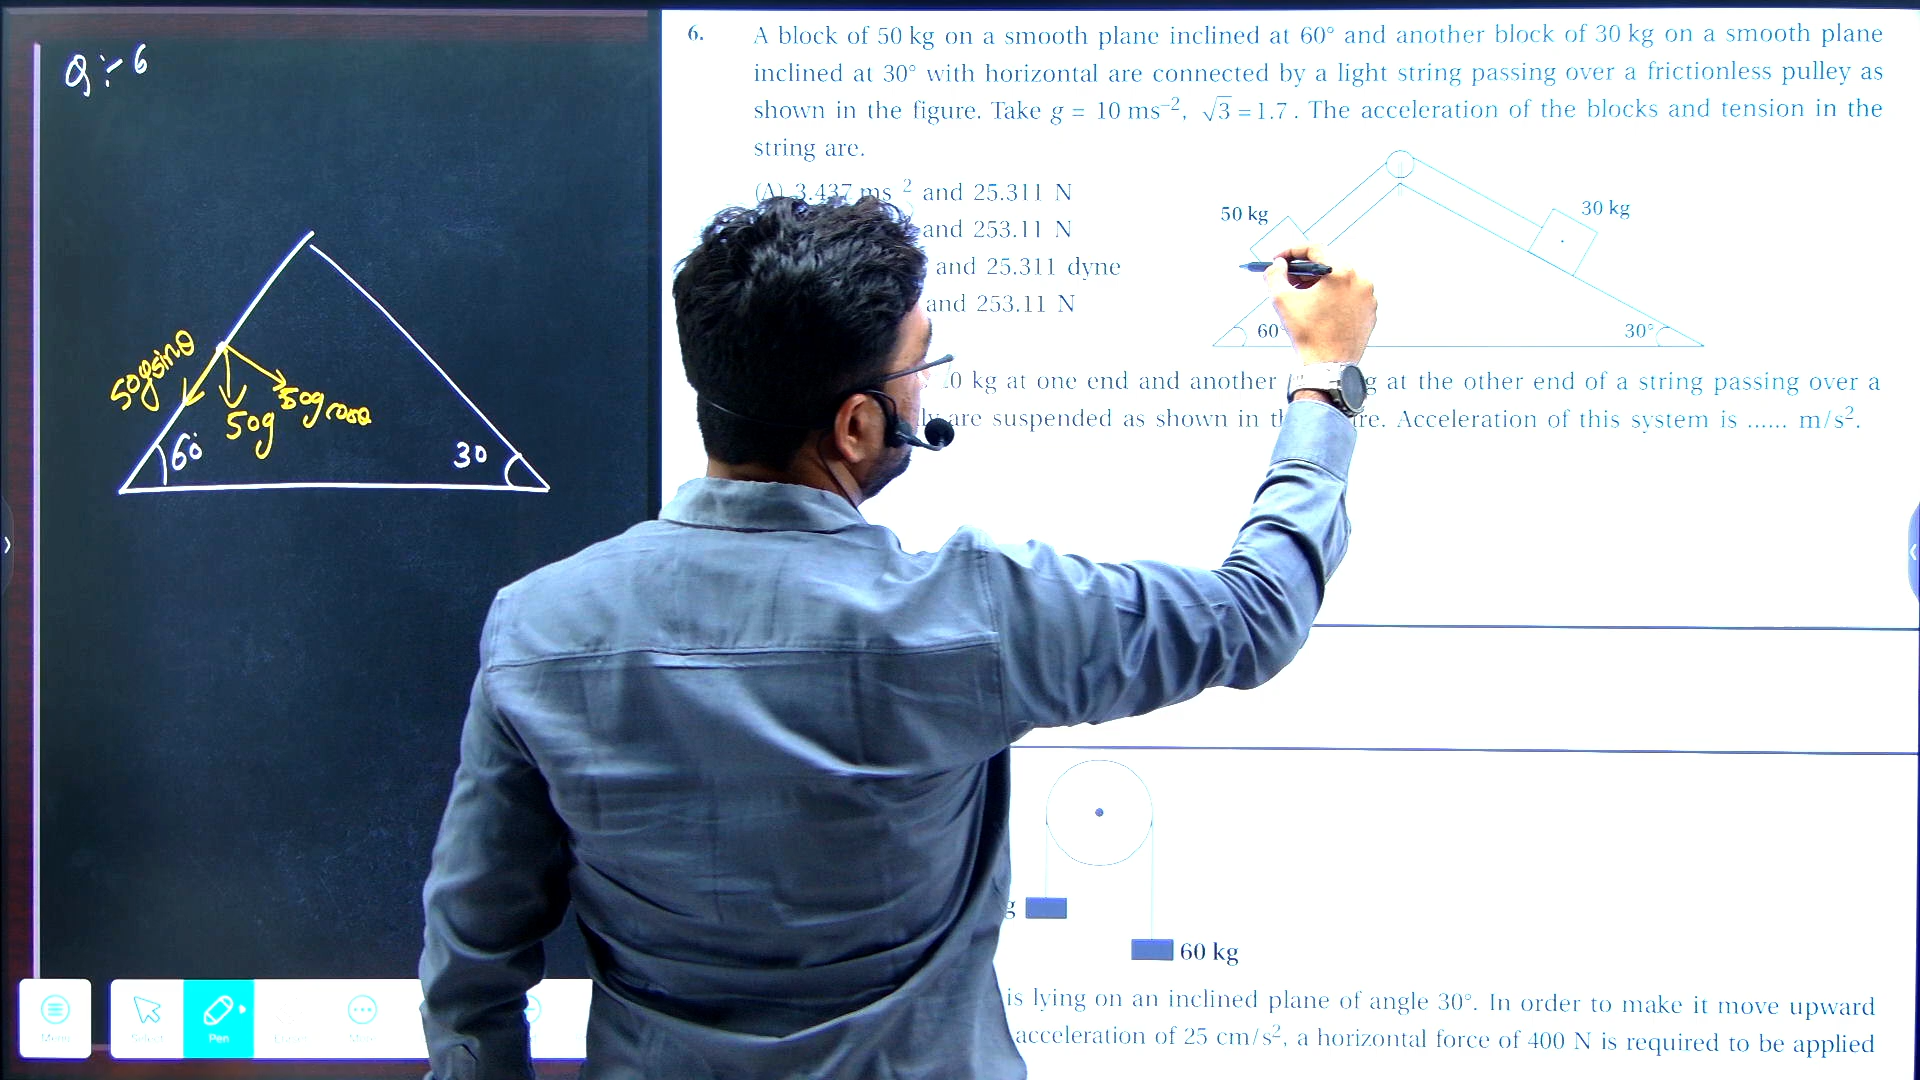 Q:- 6
50gsinθ
50g
50gcosθ
60°
30
Menu
Select
Pen
6. A block of 50 kg on a smooth plane inclined at 60° and another block of 30 kg on a smooth plane
inclined at 30° with horizontal are connected by a light string passing over a frictionless pulley as
shown in the figure. Take g = 10 ms⁻², √3 = 1.7. The acceleration of the blocks and tension in the
string are.
(A) 3.437 ms 2 and 25.311 N
and 253.11 N
and 25.311 dyne
and 253.11 N
50 kg
30 kg
60°
30°
0 kg at one end and another g at the other end of a string passing over a
are suspended as shown in Acceleration of this system is ...... m/s².
g
60 kg
is lying on an inclined plane of angle 30°. In order to make it move upward
acceleration of 25 cm/s², a horizontal force of 400 N is required to be applied